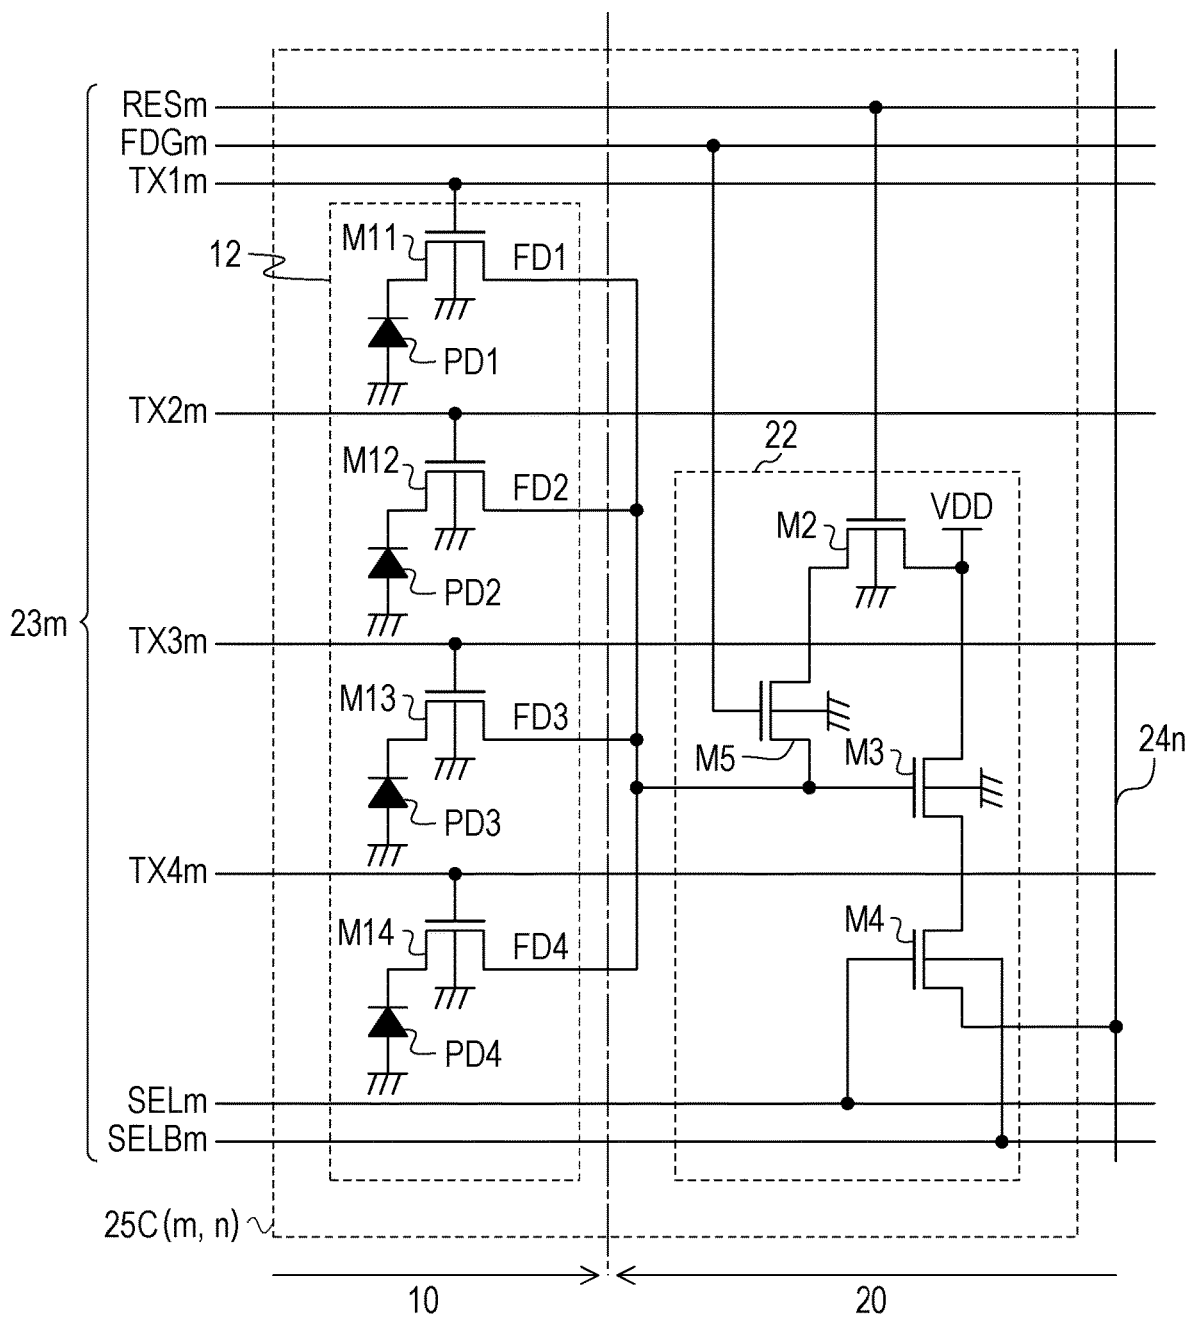 RESm
FDGm
TX1m
M11
FD1
12
PD1
TX2m
22
M12
FD2
M2
VDD
PD2
23m
TX3m
M13
FD3
M5
M3
24n
PD3
TX4m
M4
M14
FD4
PD4
SELm
SELBm
25C (m, n)
10
20